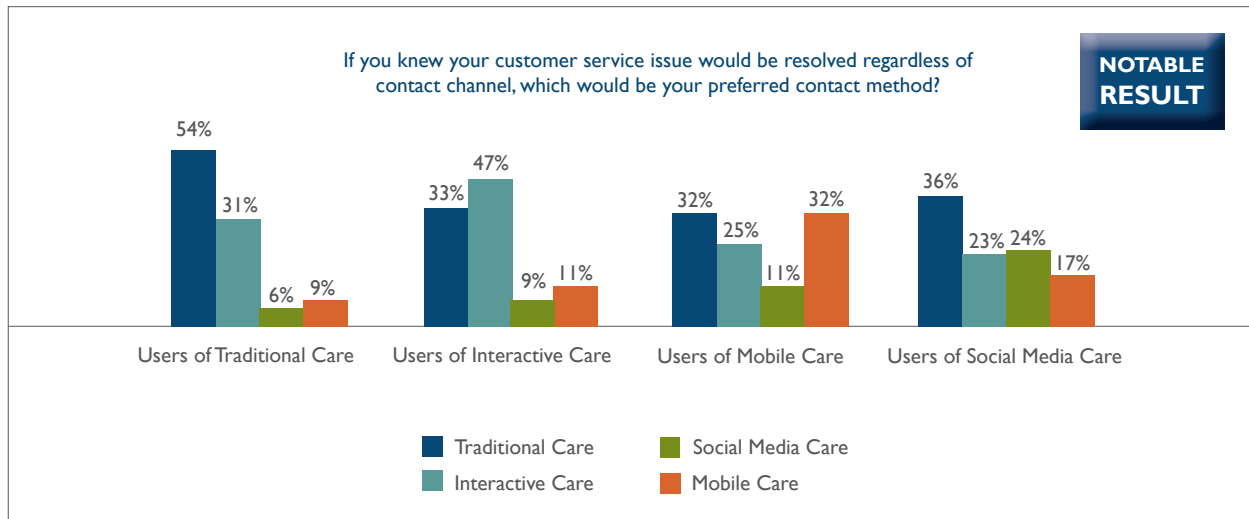 If you knew your customer service issue would be resolved regardless of
contact channel, which would be your preferred contact method?
NOTABLE
RESULT
54%
31%
6%
9%
33%
47%
9%
11%
32%
25%
11%
32%
36%
23%
24%
17%
Users of Traditional Care
Users of Interactive Care
Users of Mobile Care
Users of Social Media Care
Traditional Care
Social Media Care
Interactive Care
Mobile Care